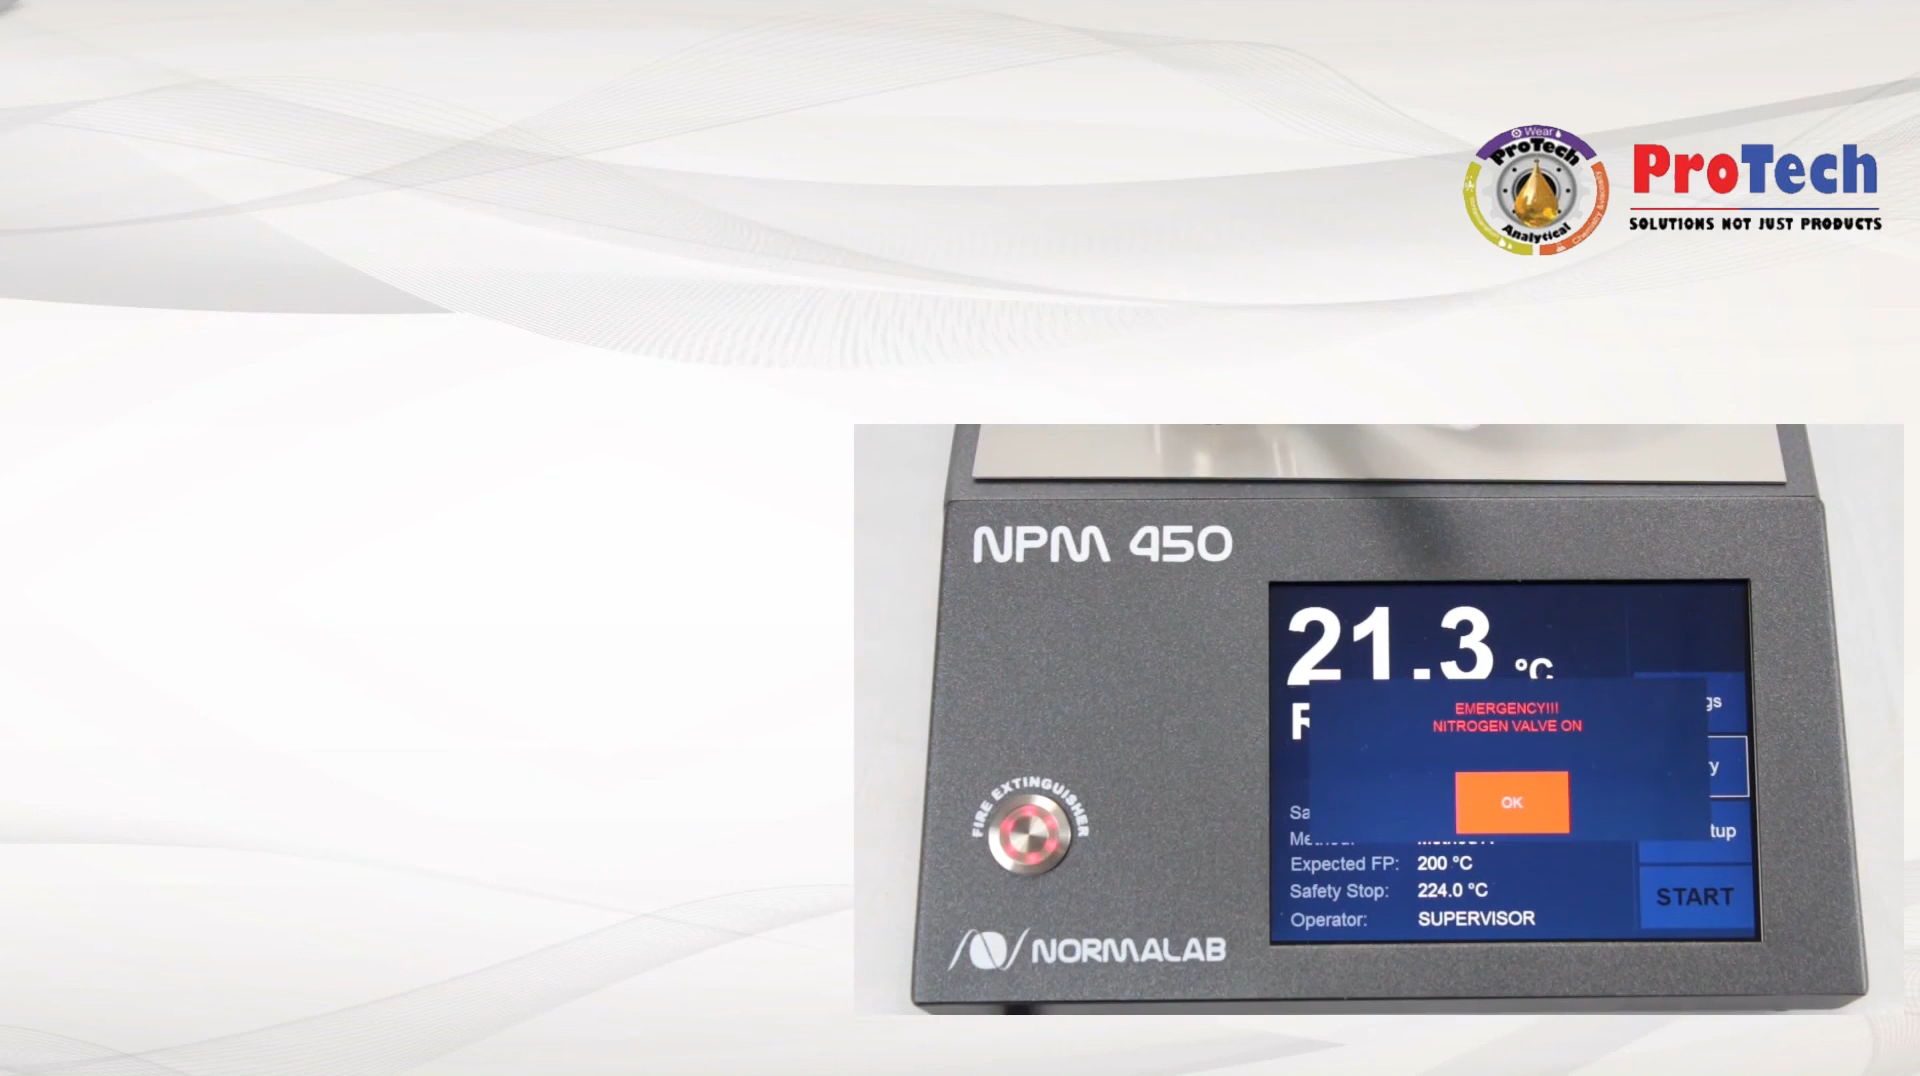 Wear
ProTech
Analytical
ProTech
SOLUTIONS NOT JUST PRODUCTS
NPM 450
21.3 °C
EMERGENCY!!!
NITROGEN VALVE ON
OK
FIRE EXTINGUISHER
Expected FP: 200 °C
Safety Stop: 224.0 °C
START
Operator: SUPERVISOR
NORMALAB